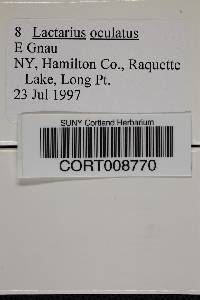 8 Lactarius oculatus
E Gnau
NY, Hamilton Co., Raquette
Lake, Long Pt.
23 Jul 1997
SUNY Cortland Herbarium
CORT008770